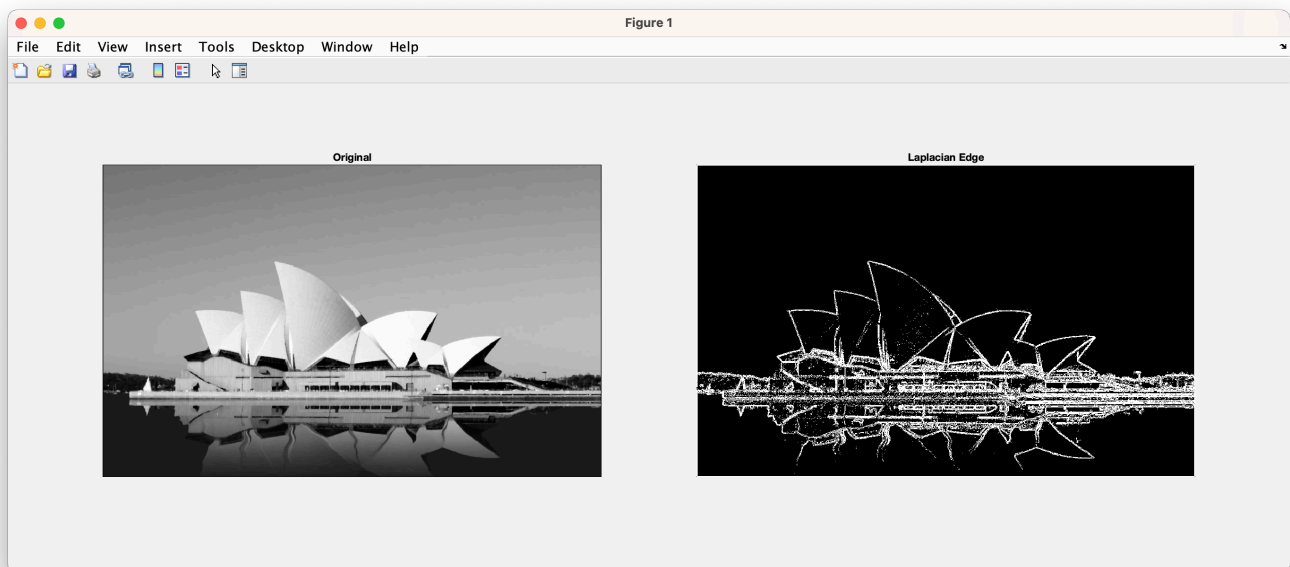 Figure 1
File Edit View Insert Tools Desktop Window Help
Original
Laplacian Edge